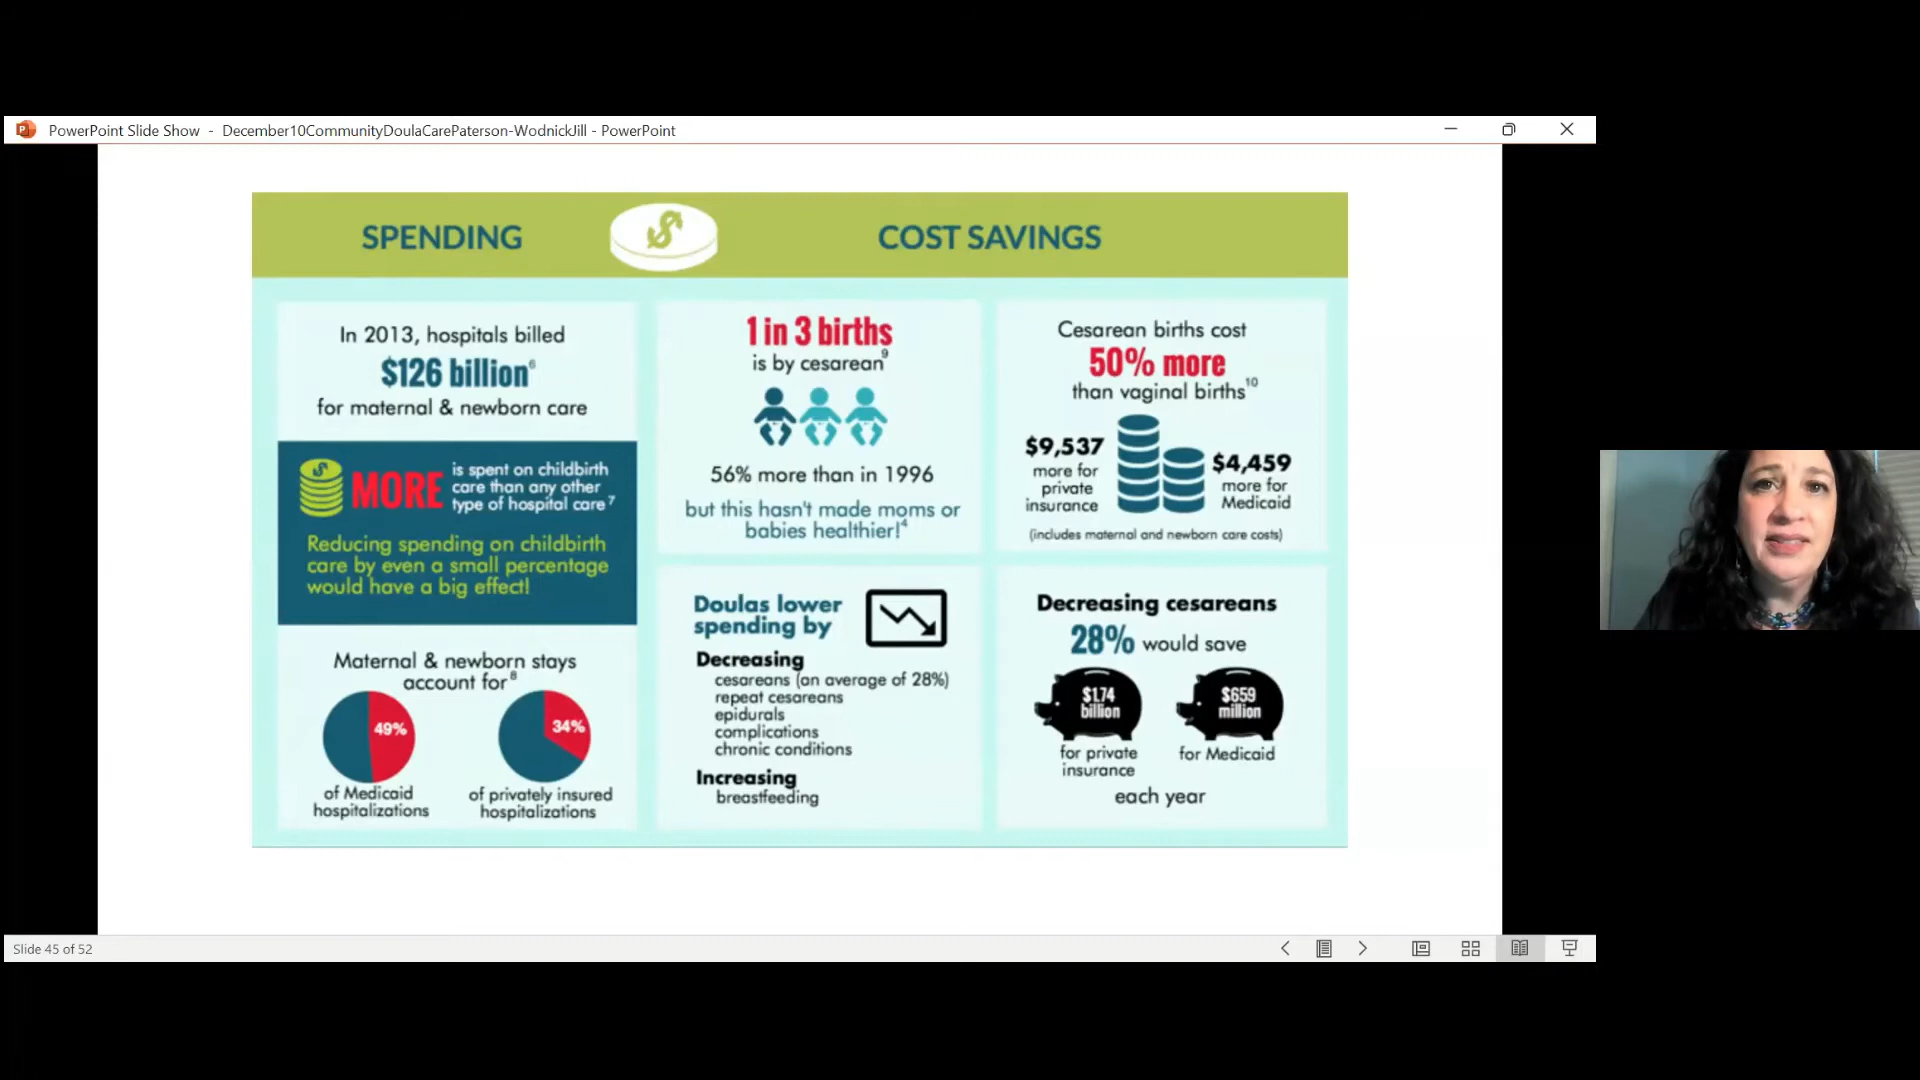 PowerPoint Slide Show - December10CommunityDoulaCarePaterson-WodnickJill - PowerPoint
SPENDING
$
COST SAVINGS
In 2013, hospitals billed
$126 billion⁶
for maternal & newborn care
$
MORE
is spent on childbirth
care than any other
type of hospital care⁷
Reducing spending on childbirth
care by even a small percentage
would have a big effect!
Maternal & newborn stays
account for⁸
49%
of Medicaid
hospitalizations
34%
of privately insured
hospitalizations
1 in 3 births
is by cesarean⁹
56% more than in 1996
but this hasn't made moms or
babies healthier!⁴
Cesarean births cost
50% more
than vaginal births¹⁰
$9,537
more for
private
insurance
$4,459
more for
Medicaid
(includes maternal and newborn care costs)
Doulas lower
spending by
Decreasing
cesareans (an average of 28%)
repeat cesareans
epidurals
complications
chronic conditions
Increasing
breastfeeding
Decreasing cesareans
28% would save
$1.74
billion
for private
insurance
$659
million
for Medicaid
each year
Slide 45 of 52